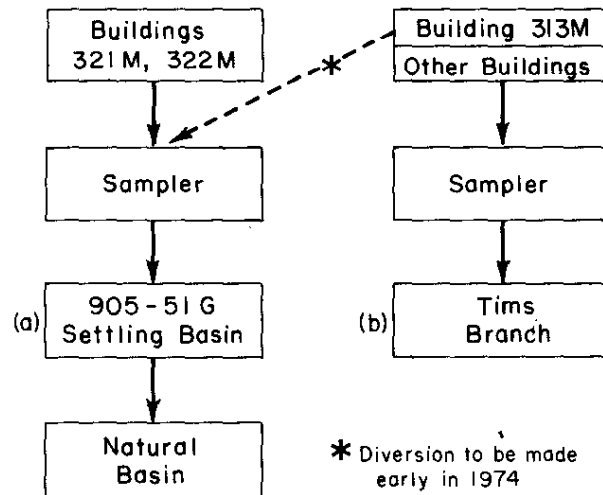 Buildings
321M, 322M
Sampler
(a)
905-51 G
Settling Basin
Natural
Basin
Building 313M
Other Buildings
*
Sampler
(b)
Tims
Branch
* Diversion to be made
early in 1974